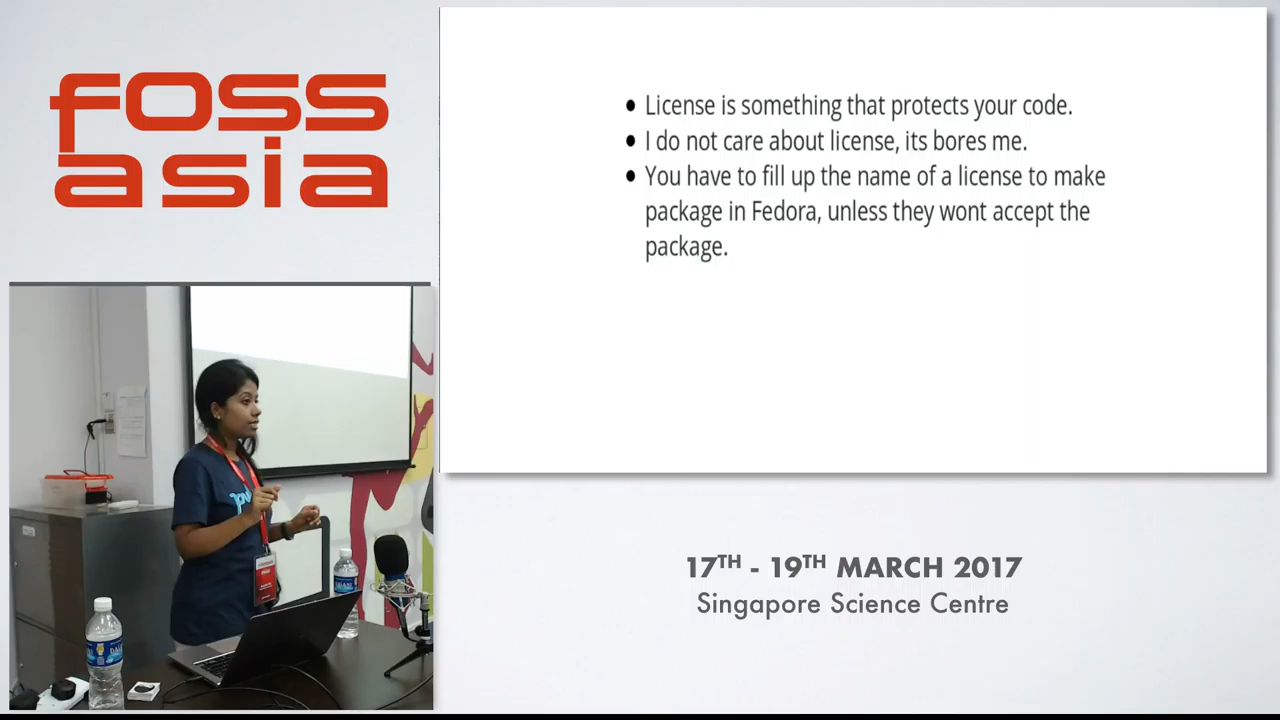 foss
asia
• License is something that protects your code.
• I do not care about license, its bores me.
• You have to fill up the name of a license to make
package in Fedora, unless they wont accept the
package.
17TH - 19TH MARCH 2017
Singapore Science Centre